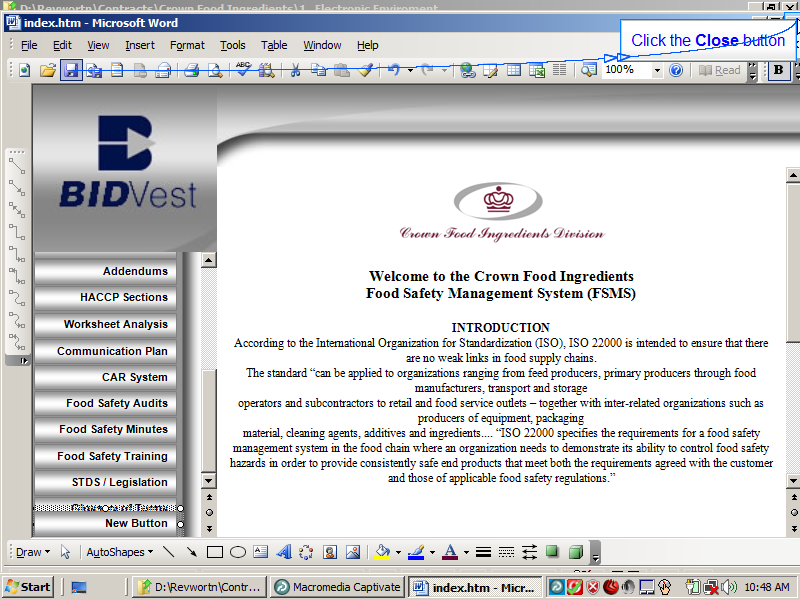 D:\Revwortn\Contracts\Crown Food Ingredients\1. Electronic Enviroment
index.htm - Microsoft Word
Click the Close button
File Edit View Insert Format Tools Table Window Help
100% Read B
BIDVest
Crown Food Ingredients Division
Addendums
HACCP Sections
Worksheet Analysis
Communication Plan
CAR System
Food Safety Audits
Food Safety Minutes
Food Safety Training
STDS / Legislation
New Button
Welcome to the Crown Food Ingredients
Food Safety Management System (FSMS)
INTRODUCTION
According to the International Organization for Standardization (ISO), ISO 22000 is intended to ensure that there
are no weak links in food supply chains.
The standard “can be applied to organizations ranging from feed producers, primary producers through food
manufacturers, transport and storage
operators and subcontractors to retail and food service outlets – together with inter-related organizations such as
producers of equipment, packaging
material, cleaning agents, additives and ingredients.... “ISO 22000 specifies the requirements for a food safety
management system in the food chain where an organization needs to demonstrate its ability to control food safety
hazards in order to provide consistently safe end products that meet both the requirements agreed with the customer
and those of applicable food safety regulations.”
Draw AutoShapes
Start D:\Revwortn\Contr... Macromedia Captivate index.htm - Micr... 10:48 AM